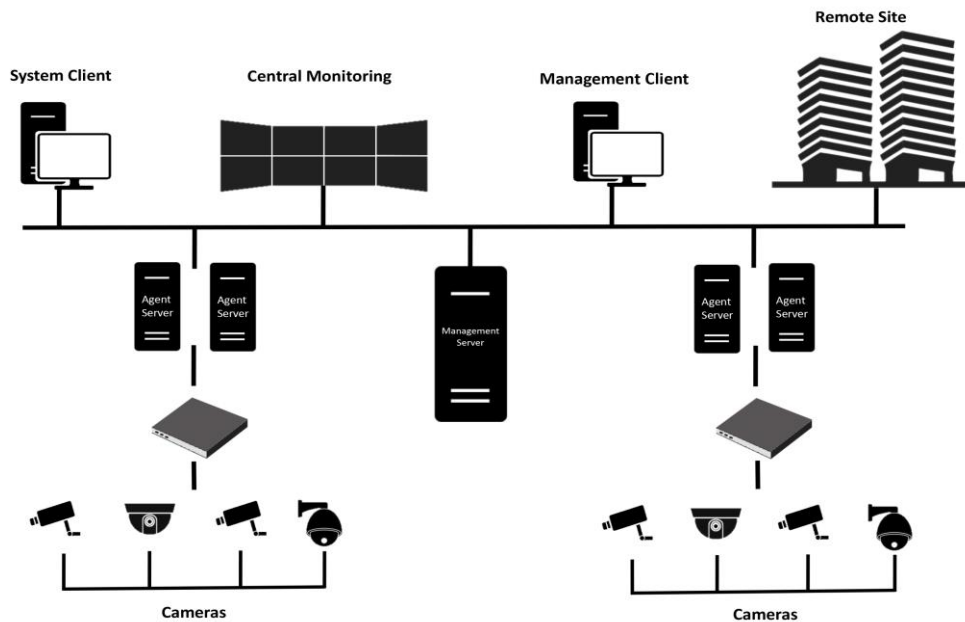 Remote Site
System Client
Central Monitoring
Management Client
Agent
Server
Agent
Server
Management
Server
Agent
Server
Agent
Server
Cameras
Cameras